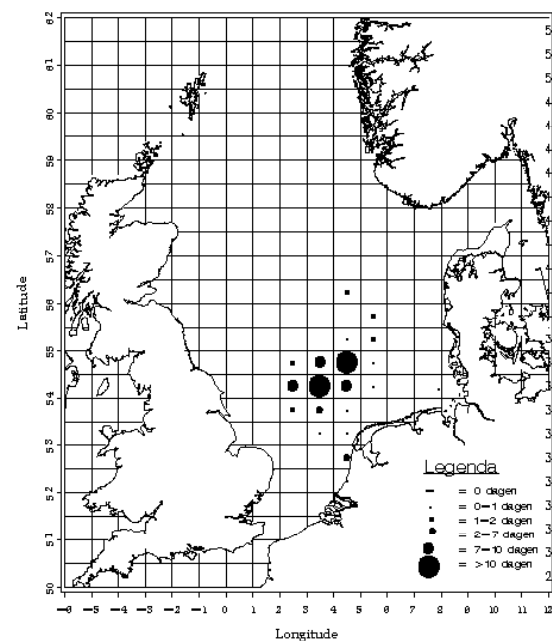 62
61
60
59
58
57
56
55
54
53
52
51
50
Latitude
Legenda
= 0 dagen
= 0-1 dagen
= 1-2 dagen
= 2-7 dagen
= 7-10 dagen
= >10 dagen
-6 -5 -4 -3 -2 -1 0 1 2 3 4 5 6 7 8 9 10 11 12
Longitude